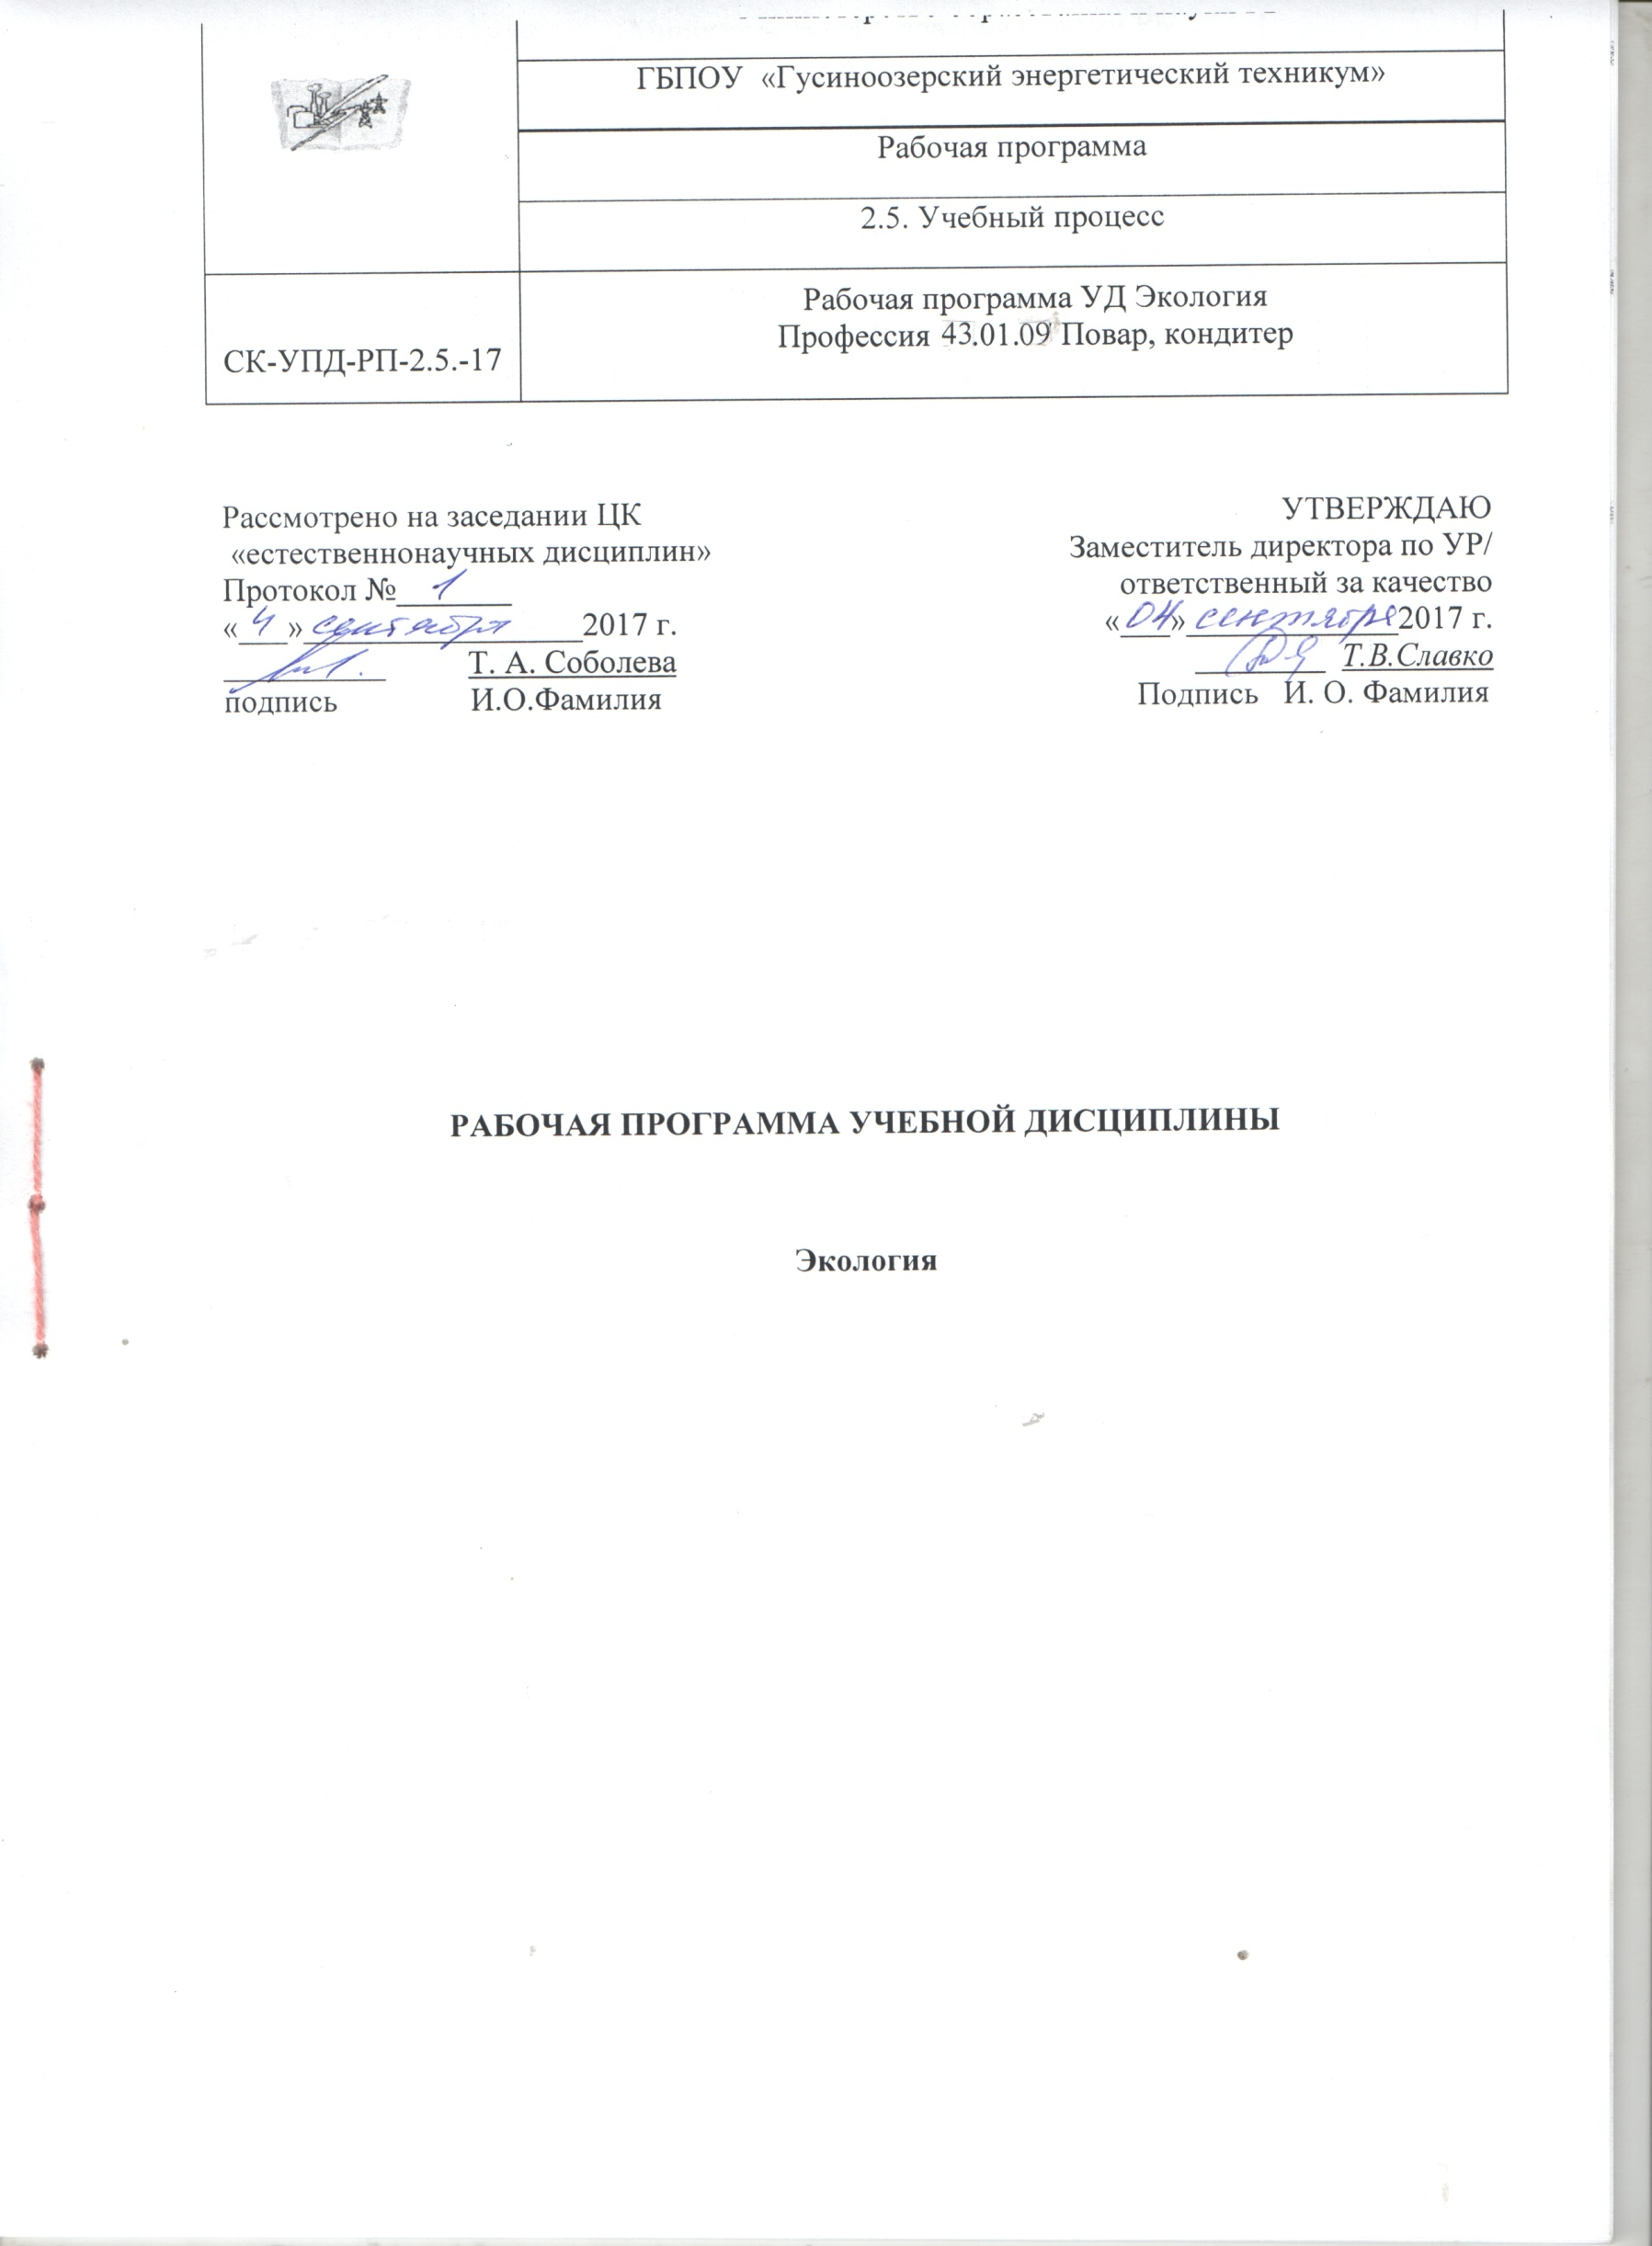 ГБПОУ «Гусиноозерский энергетический техникум»
Рабочая программа
2.5. Учебный процесс
СК-УПД-РП-2.5.-17
Рабочая программа УД Экология
Профессия 43.01.09 Повар, кондитер
Рассмотрено на заседании ЦК
«естественнонаучных дисциплин»
Протокол № 1
«4» сентября 2017 г.
Т. А. Соболева
подпись И.О.Фамилия
УТВЕРЖДАЮ
Заместитель директора по УР/
ответственный за качество
«04» сентября 2017 г.
Т.В.Славко
Подпись И. О. Фамилия
РАБОЧАЯ ПРОГРАММА УЧЕБНОЙ ДИСЦИПЛИНЫ
Экология